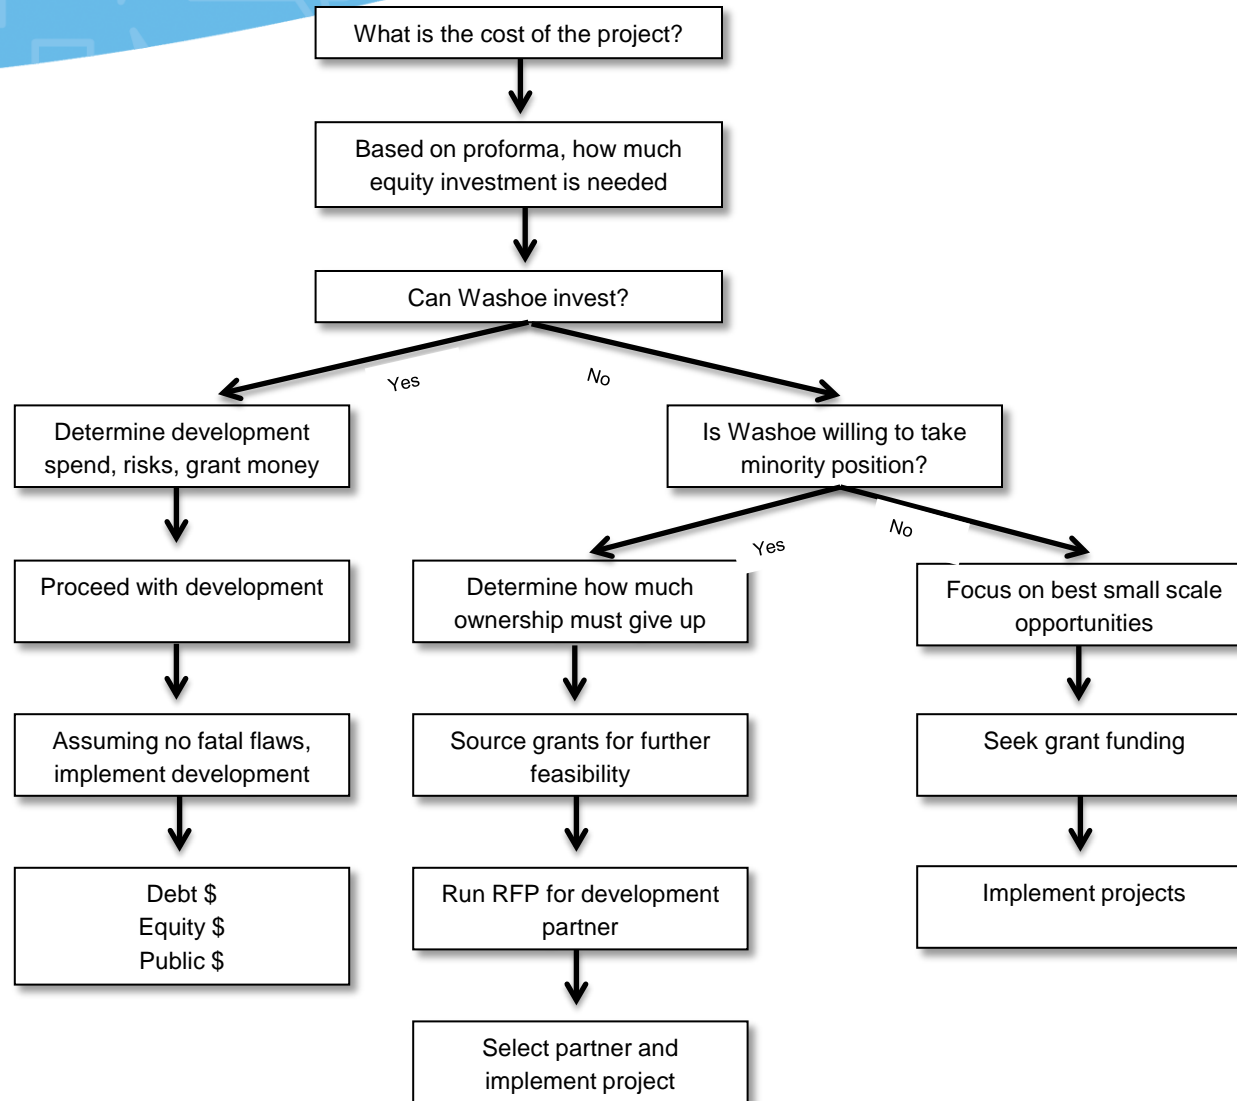 What is the cost of the project?
Based on proforma, how much
equity investment is needed
Can Washoe invest?
Yes
No
Determine development
spend, risks, grant money
Is Washoe willing to take
minority position?
Yes
No
Proceed with development
Determine how much
ownership must give up
Focus on best small scale
opportunities
Assuming no fatal flaws,
implement development
Source grants for further
feasibility
Seek grant funding
Debt $
Equity $
Public $
Run RFP for development
partner
Implement projects
Select partner and
implement project